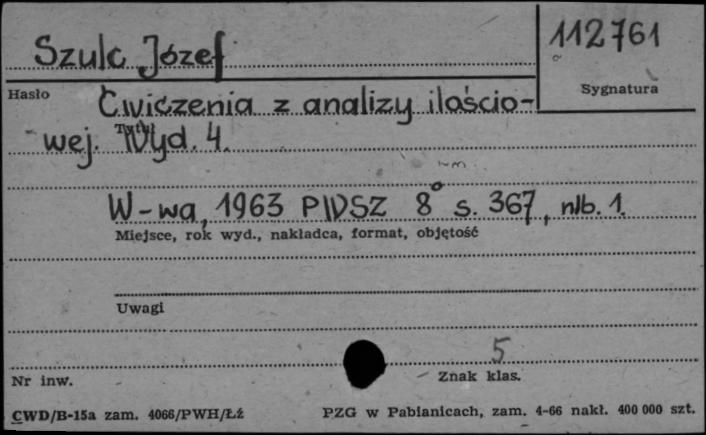 Szulc Józef
112761
Hasło
Sygnatura
Ćwiczenia z analizy ilościo-
wej. Wyd. 4.
Tytuł
W-wa, 1963 PWSZ 8° s. 367, nlb. 1.
Miejsce, rok wyd., nakładca, format, objętość
Uwagi
5
Nr inw.
Znak klas.
CWD/B-15a zam. 4066/PWH/Łź
PZG w Pabianicach, zam. 4-66 nakł. 400 000 szt.